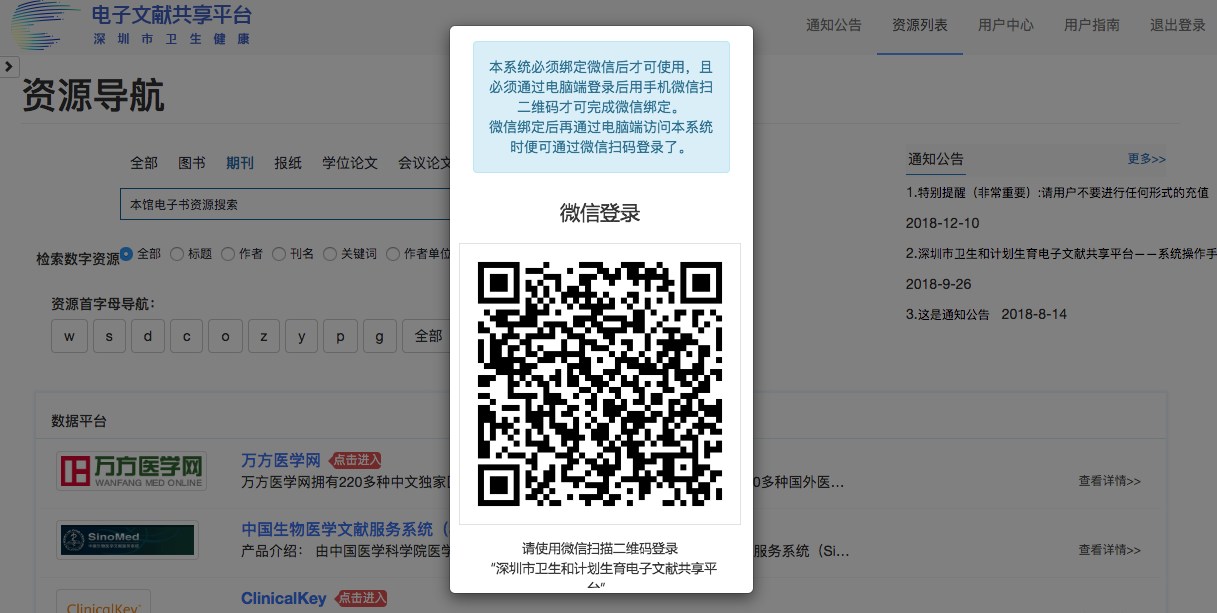 电子文献共享平台
深圳市卫生健康
通知公告 资源列表 用户中心 用户指南 退出登录
资源导航
全部 图书 期刊 报纸 学位论文 会议论文
本馆电子书资源搜索
检索数字资源 全部 标题 作者 刊名 关键词 作者单位
资源首字母导航：
w s d c o z y p g 全部
本系统必须绑定微信后才可使用，且
必须通过电脑端登录后用手机微信扫
二维码才可完成微信绑定。
微信绑定后再通过电脑端访问本系统
时便可通过微信扫码登录了。
微信登录
请使用微信扫描二维码登录
“深圳市卫生和计划生育电子文献共享平
台”
通知公告 更多>>
1.特别提醒（非常重要）:请用户不要进行任何形式的充值
2018-12-10
2.深圳市卫生和计划生育电子文献共享平台——系统操作手
2018-9-26
3.这是通知公告 2018-8-14
数据平台
万方医学网
WANFANG MED ONLINE
万方医学网 点击进入
万方医学网拥有220多种中文独家 0多种国外医... 查看详情>>
SinoMed
中国生物医学文献服务系统（
产品介绍： 由中国医学科学院医学 服务系统（Si... 查看详情>>
ClinicalKey
ClinicalKey 点击进入